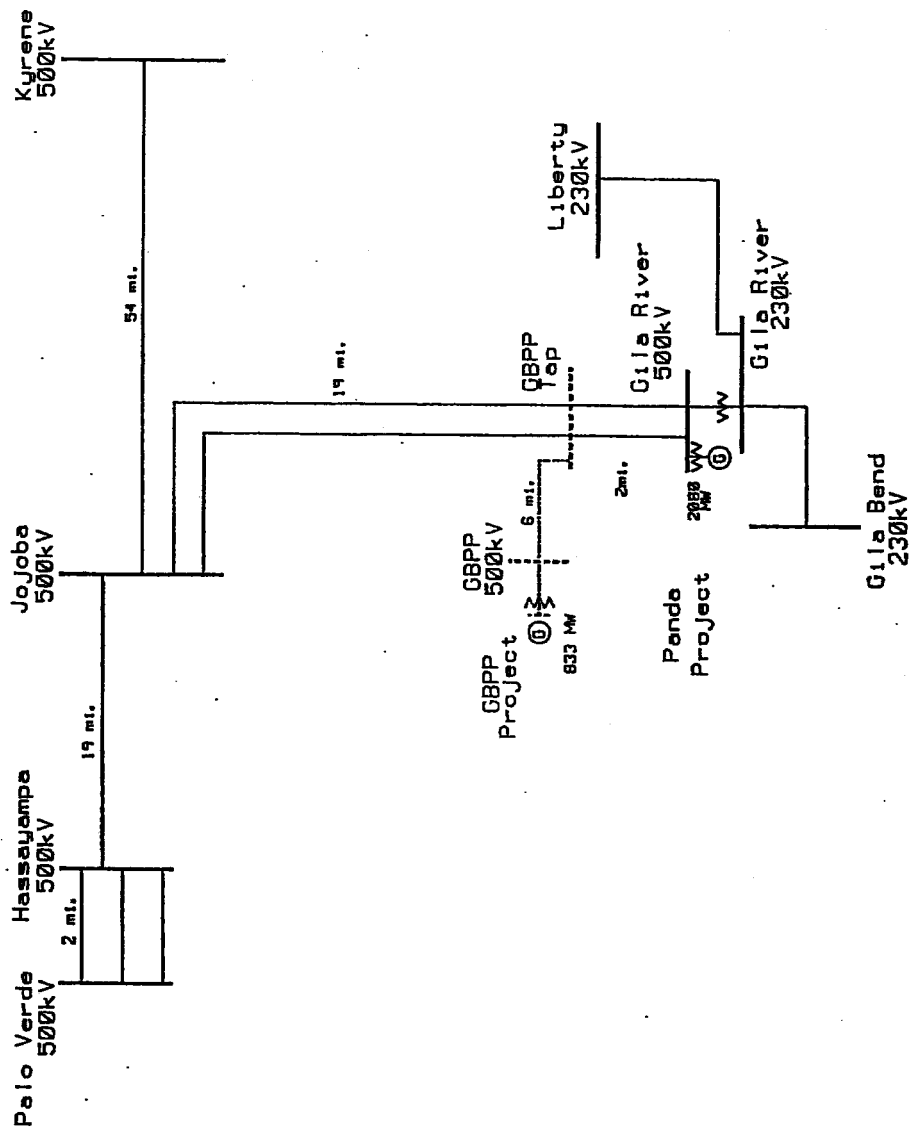 Palo Verde
500kV
Hassayampa
500kV
Jojoba
500kV
Kyrene
500kV
2 mi.
19 mi.
54 mi.
19 mi.
GBPP
Project
GBPP
500kV
833 MW
6 mi.
GBPP
Tap
Liberty
230kV
2mi.
Gila River
500kV
Panda
Project
2080
MW
G
G
Gila River
230kV
Gila Bend
230kV